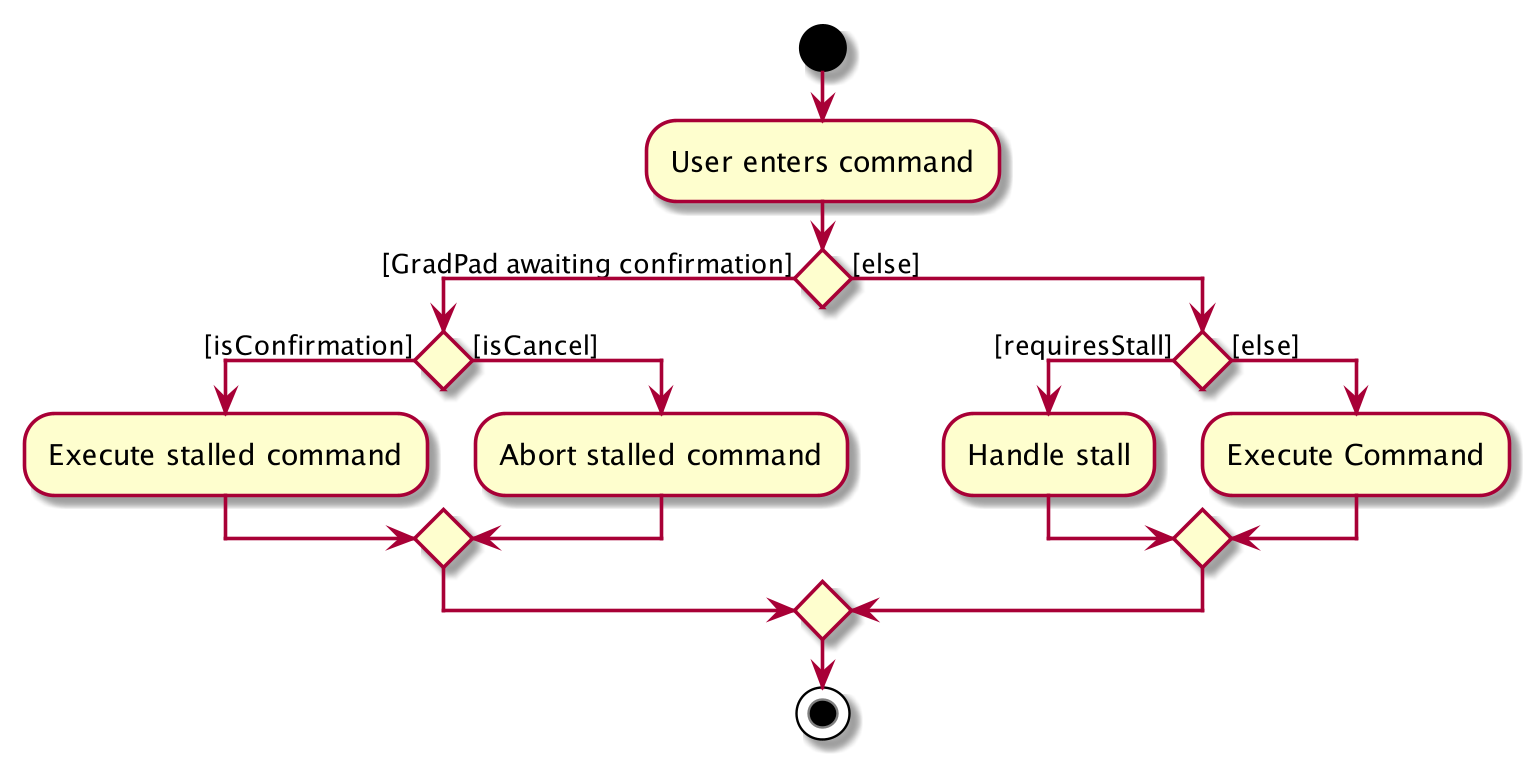 User enters command
[GradPad awaiting confirmation]
[else]
[isConfirmation]
[isCancel]
[requiresStall]
[else]
Execute stalled command
Abort stalled command
Handle stall
Execute Command